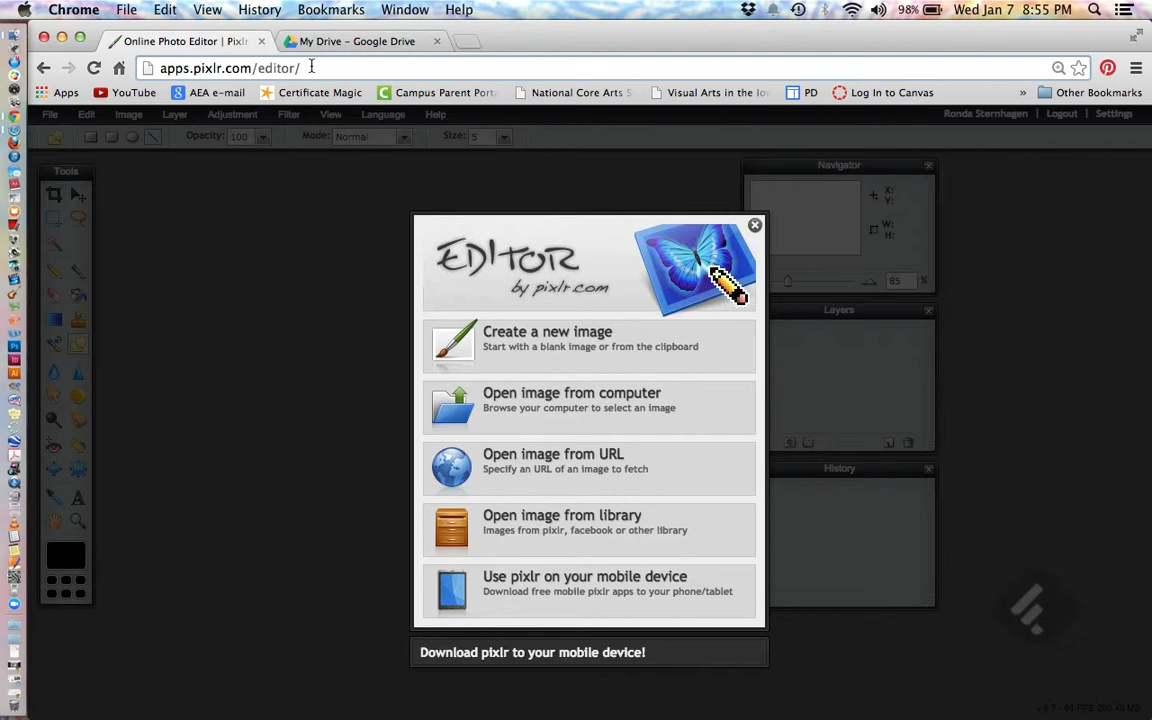 Chrome File Edit View History Bookmarks Window Help 98% Wed Jan 7 8:55 PM
Online Photo Editor | Pixlr My Drive - Google Drive
apps.pixlr.com/editor/
Apps YouTube AEA e-mail Certificate Magic Campus Parent Porta National Core Arts S Visual Arts in the Iow PD Log In to Canvas » Other Bookmarks
File Edit Image Layer Adjustment Filter View Language Help Ronda Sternhagen Logout Settings
Opacity: 100 Mode: Normal Size: 5
Tools
Navigator
X:
Y:
W:
H:
85 %
Layers
History
EDITOR
by pixlr.com
Create a new image
Start with a blank image or from the clipboard
Open image from computer
Browse your computer to select an image
Open image from URL
Specify an URL of an image to fetch
Open image from library
Images from pixlr, facebook or other library
Use pixlr on your mobile device
Download free mobile pixlr apps to your phone/tablet
Download pixlr to your mobile device!